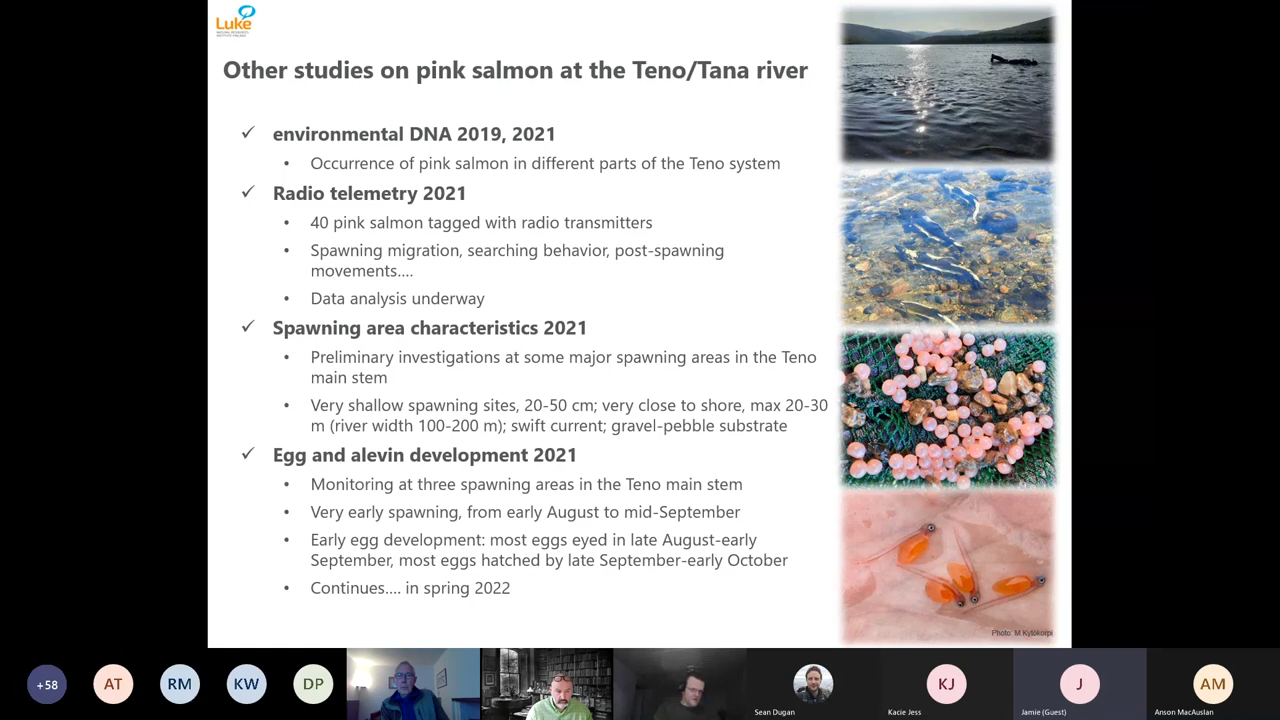 Luke
NATURAL RESOURCES
INSTITUTE FINLAND
Other studies on pink salmon at the Teno/Tana river
✓ environmental DNA 2019, 2021
• Occurrence of pink salmon in different parts of the Teno system
✓ Radio telemetry 2021
• 40 pink salmon tagged with radio transmitters
• Spawning migration, searching behavior, post-spawning
movements....
• Data analysis underway
✓ Spawning area characteristics 2021
• Preliminary investigations at some major spawning areas in the Teno
main stem
• Very shallow spawning sites, 20-50 cm; very close to shore, max 20-30
m (river width 100-200 m); swift current; gravel-pebble substrate
✓ Egg and alevin development 2021
• Monitoring at three spawning areas in the Teno main stem
• Very early spawning, from early August to mid-September
• Early egg development: most eggs eyed in late August-early
September, most eggs hatched by late September-early October
• Continues.... in spring 2022
Photo: M Kytökorpi
+58
AT
RM
KW
DP
Sean Dugan
KJ
Kacie Jess
J
Jamie (Guest)
AM
Anson MacAuslan